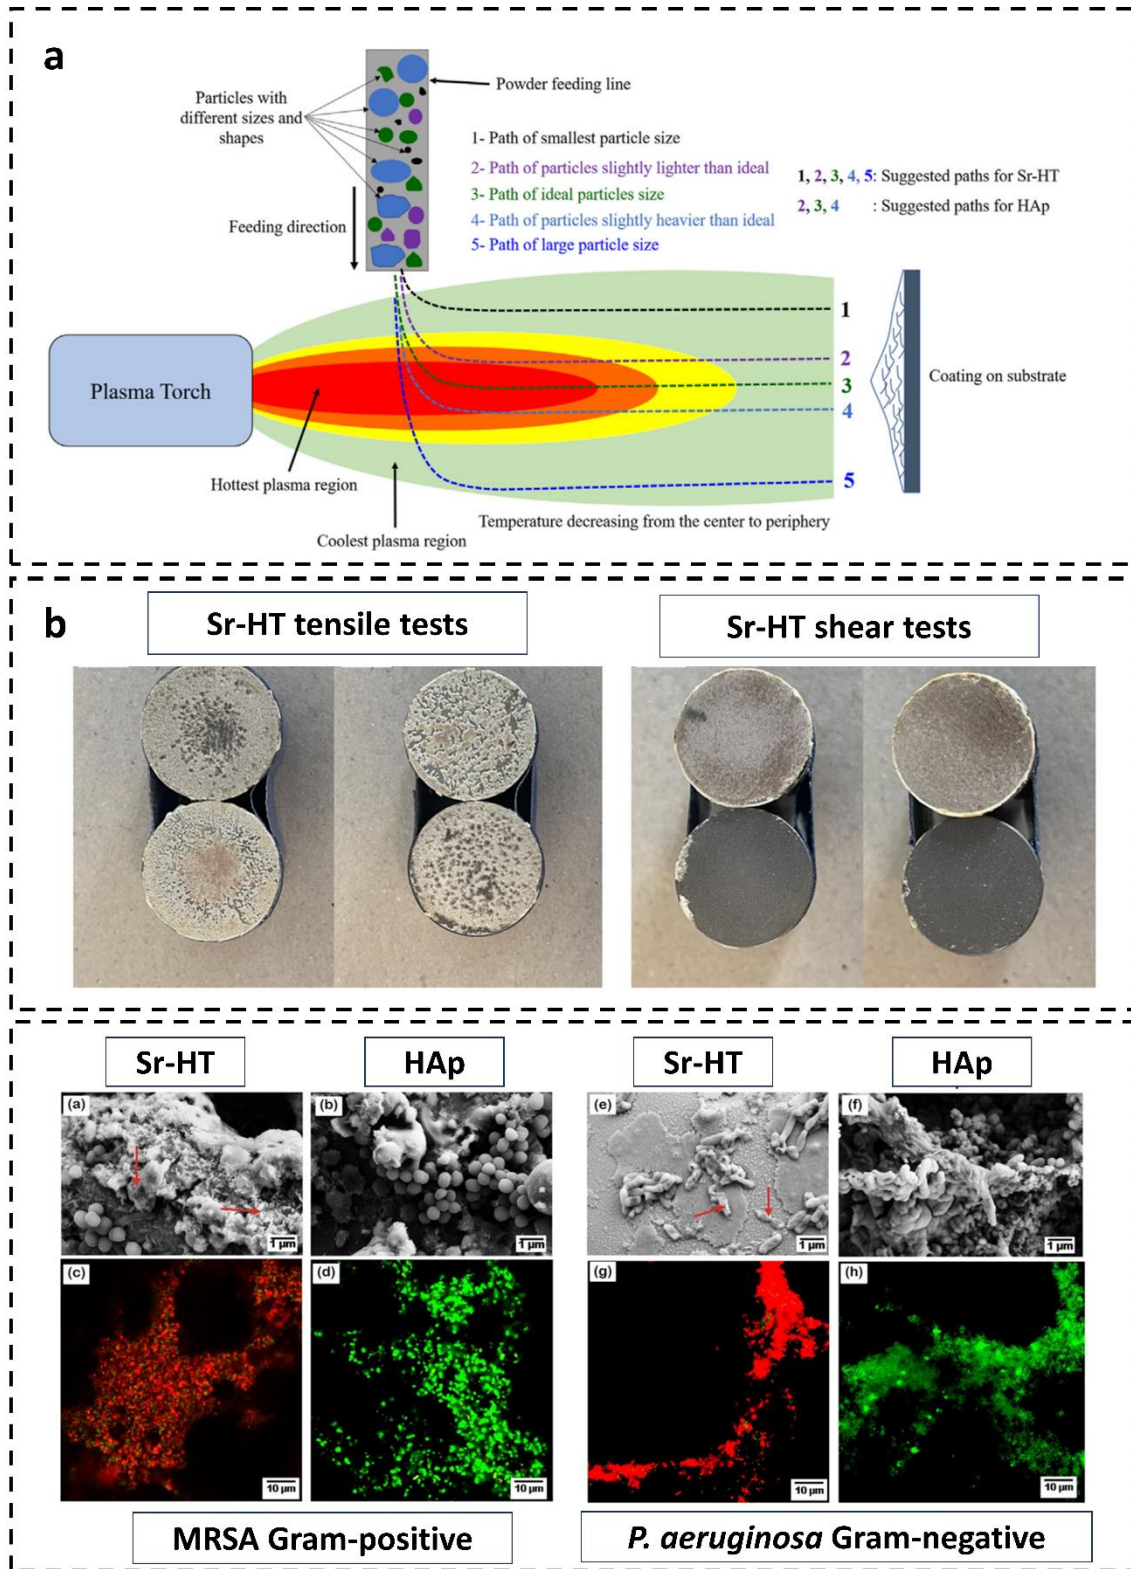 a
Powder feeding line
Particles with
different sizes and
shapes
Feeding direction
1- Path of smallest particle size
2- Path of particles slightly lighter than ideal
3- Path of ideal particles size
4- Path of particles slightly heavier than ideal
5- Path of large particle size
1, 2, 3, 4, 5: Suggested paths for Sr-HT
2, 3, 4 : Suggested paths for HAp
Plasma Torch
1
2
3
4
5
Coating on substrate
Hottest plasma region
Coolest plasma region
Temperature decreasing from the center to periphery
b
Sr-HT tensile tests
Sr-HT shear tests
Sr-HT
HAp
Sr-HT
HAp
(a)
1 µm
(b)
1 µm
(e)
1 µm
(f)
1 µm
(c)
10 µm
(d)
10 µm
(g)
10 µm
(h)
10 µm
MRSA Gram-positive
P. aeruginosa Gram-negative